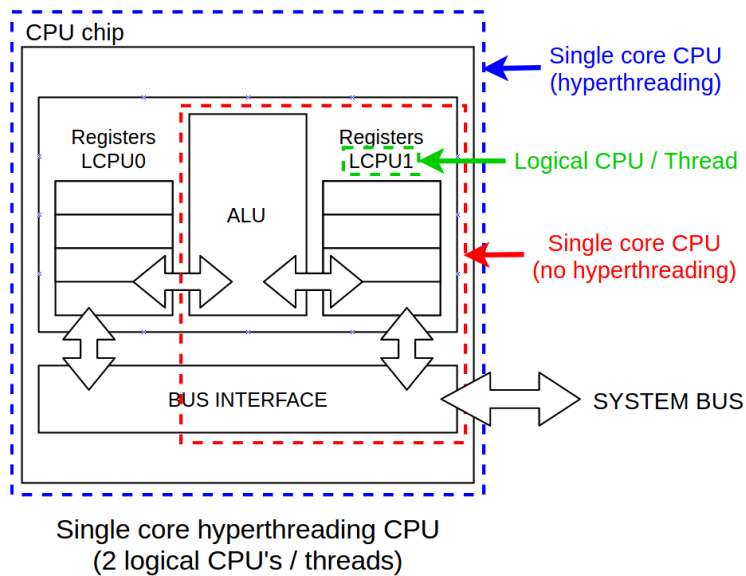 CPU chip
Single core CPU
(hyperthreading)
Registers
LCPU0
Registers
LCPU1
Logical CPU / Thread
ALU
Single core CPU
(no hyperthreading)
BUS INTERFACE
SYSTEM BUS
Single core hyperthreading CPU
(2 logical CPU's / threads)